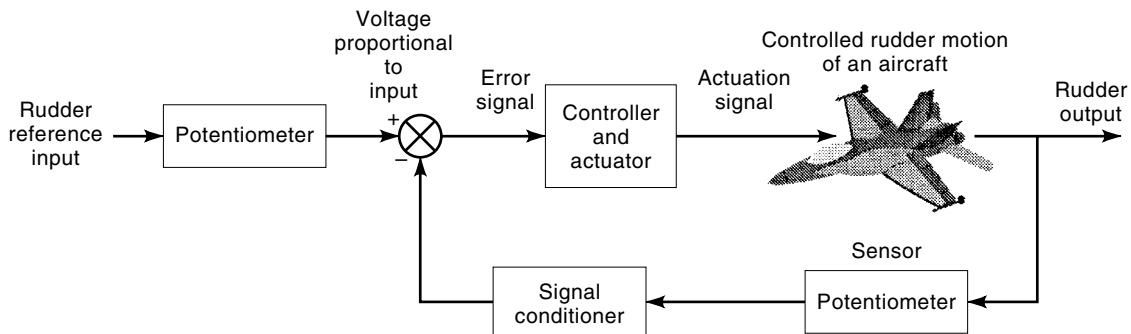 Rudder
reference
input
Potentiometer
Voltage
proportional
to
input
+
−
Error
signal
Controller
and
actuator
Actuation
signal
Controlled rudder motion
of an aircraft
Rudder
output
Sensor
Potentiometer
Signal
conditioner